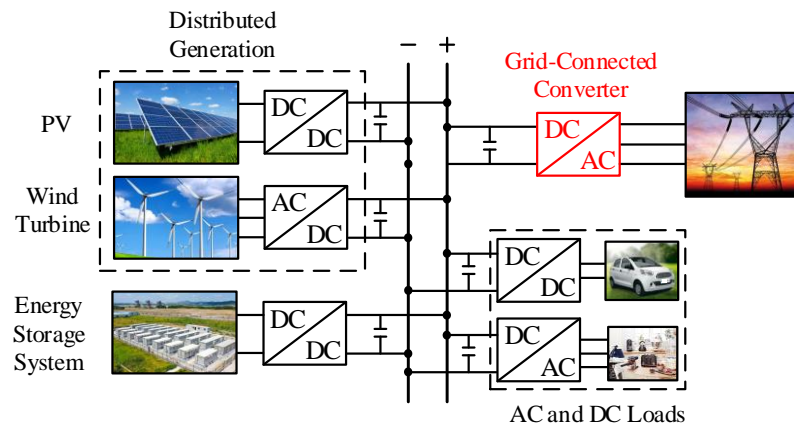 Distributed
Generation
− +
Grid-Connected
Converter
PV
DC
DC
DC
AC
Wind
Turbine
AC
DC
DC
DC
Energy
Storage
System
DC
DC
DC
AC
AC and DC Loads